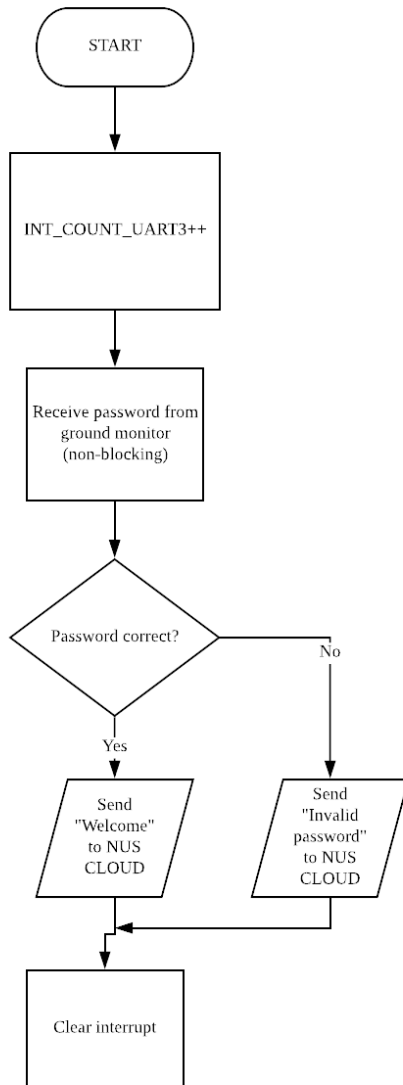 START
INT_COUNT_UART3++
Receive password from
ground monitor
(non-blocking)
Password correct?
No
Yes
Send
"Welcome"
to NUS
CLOUD
Send
"Invalid
password"
to NUS
CLOUD
Clear interrupt